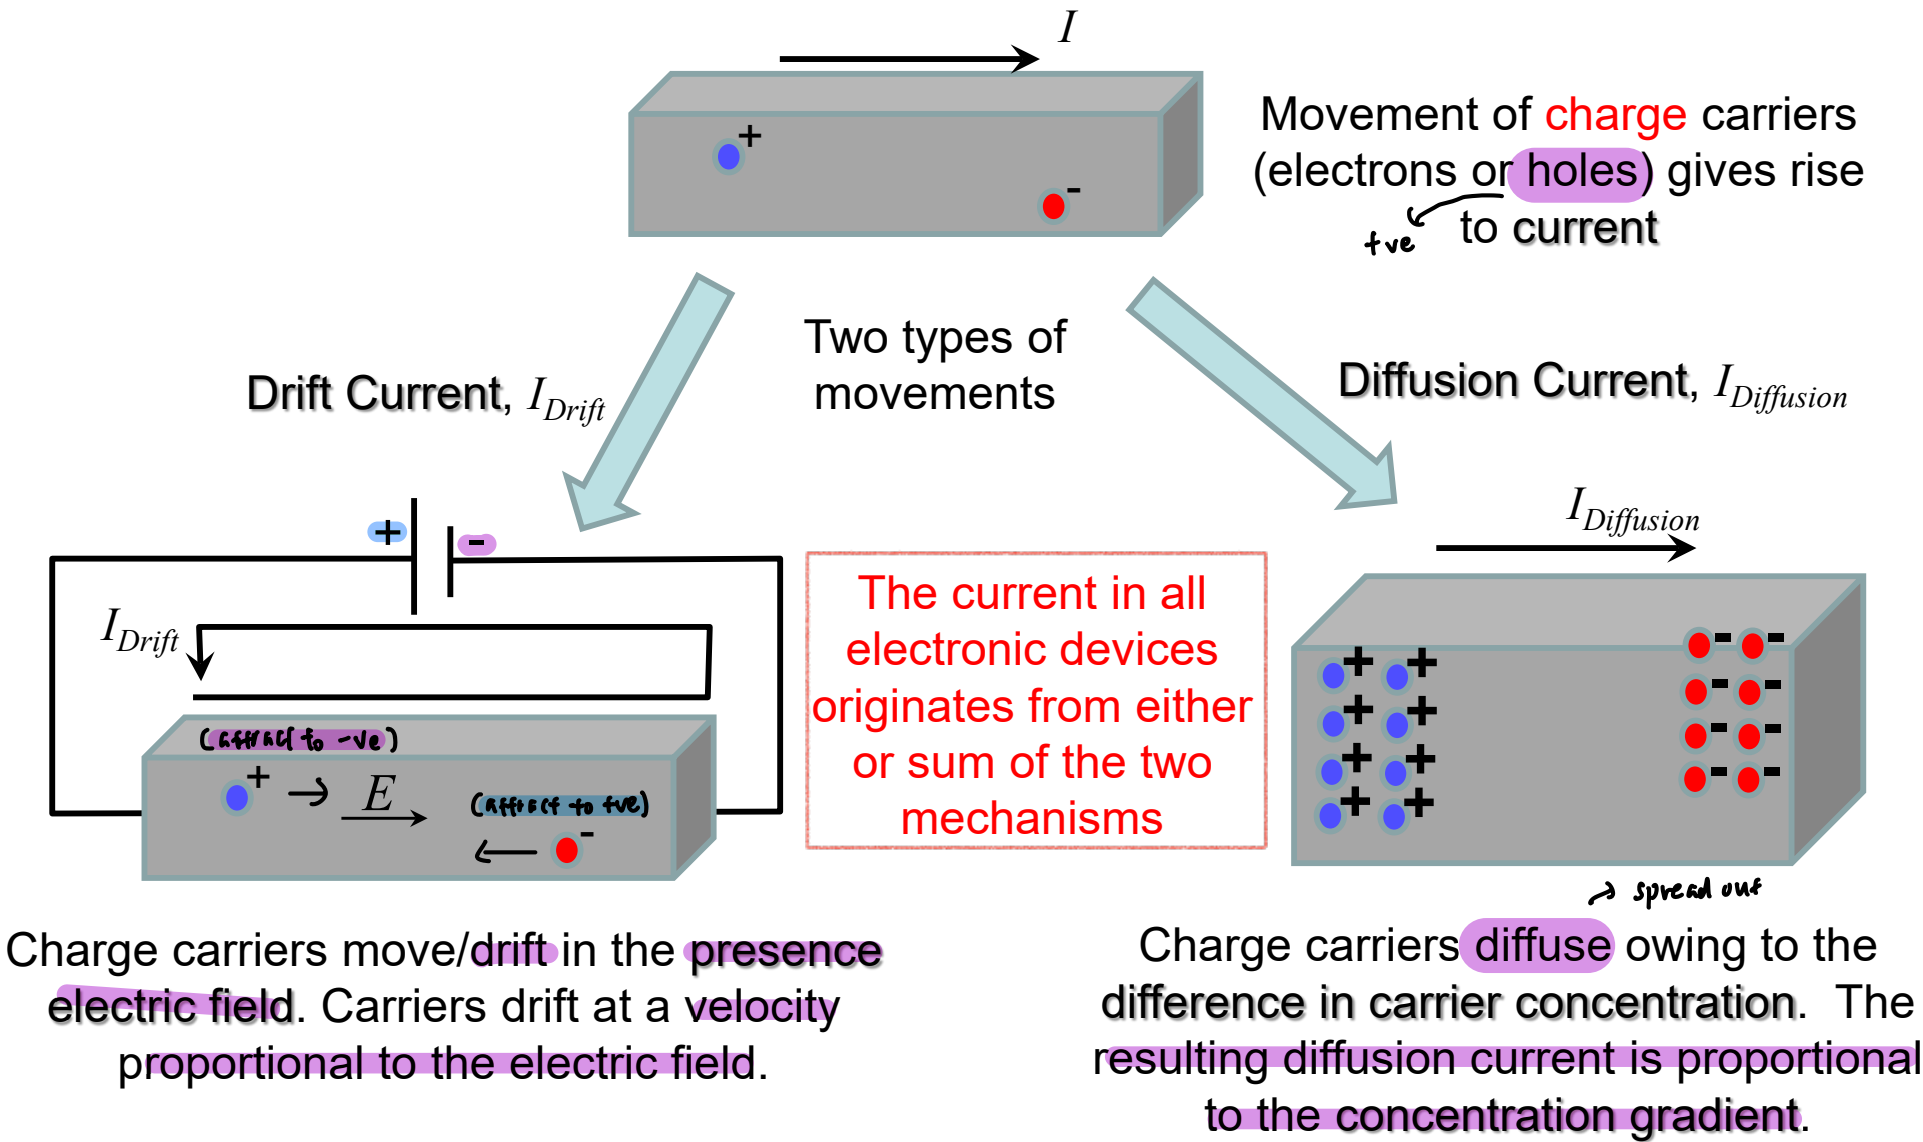 I
+
-
Movement of charge carriers
(electrons or holes) gives rise
to current
+ve
Two types of
movements
Drift Current, I_Drift
Diffusion Current, I_Diffusion
+ -
I_Drift
(attract to -ve)
+
E
(attract to +ve)
-
The current in all
electronic devices
originates from either
or sum of the two
mechanisms
I_Diffusion
+ + - -
+ + - -
+ + - -
+ + - -
spread out
Charge carriers move/drift in the presence
electric field. Carriers drift at a velocity
proportional to the electric field.
Charge carriers diffuse owing to the
difference in carrier concentration. The
resulting diffusion current is proportional
to the concentration gradient.